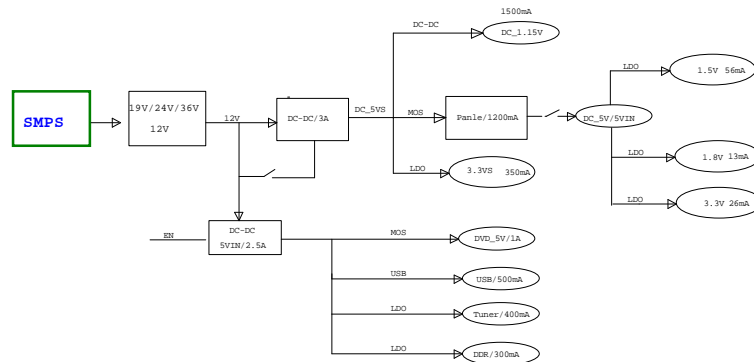 1500mA
DC-DC
DC_1.15V
LDO
1.5V 56mA
19V/24V/36V
12V
SMPS
12V
DC-DC/3A
DC_5VS
MOS
Panle/1200mA
DC_5V/5VIN
LDO
1.8V 13mA
LDO
3.3VS 350mA
LDO
3.3V 26mA
EN
DC-DC
5VIN/2.5A
MOS
DVD_5V/1A
USB
USB/500mA
LDO
Tuner/400mA
LDO
DDR/300mA